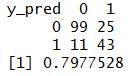 y_pred 0 1
0 99 25
1 11 43
[1] 0.7977528